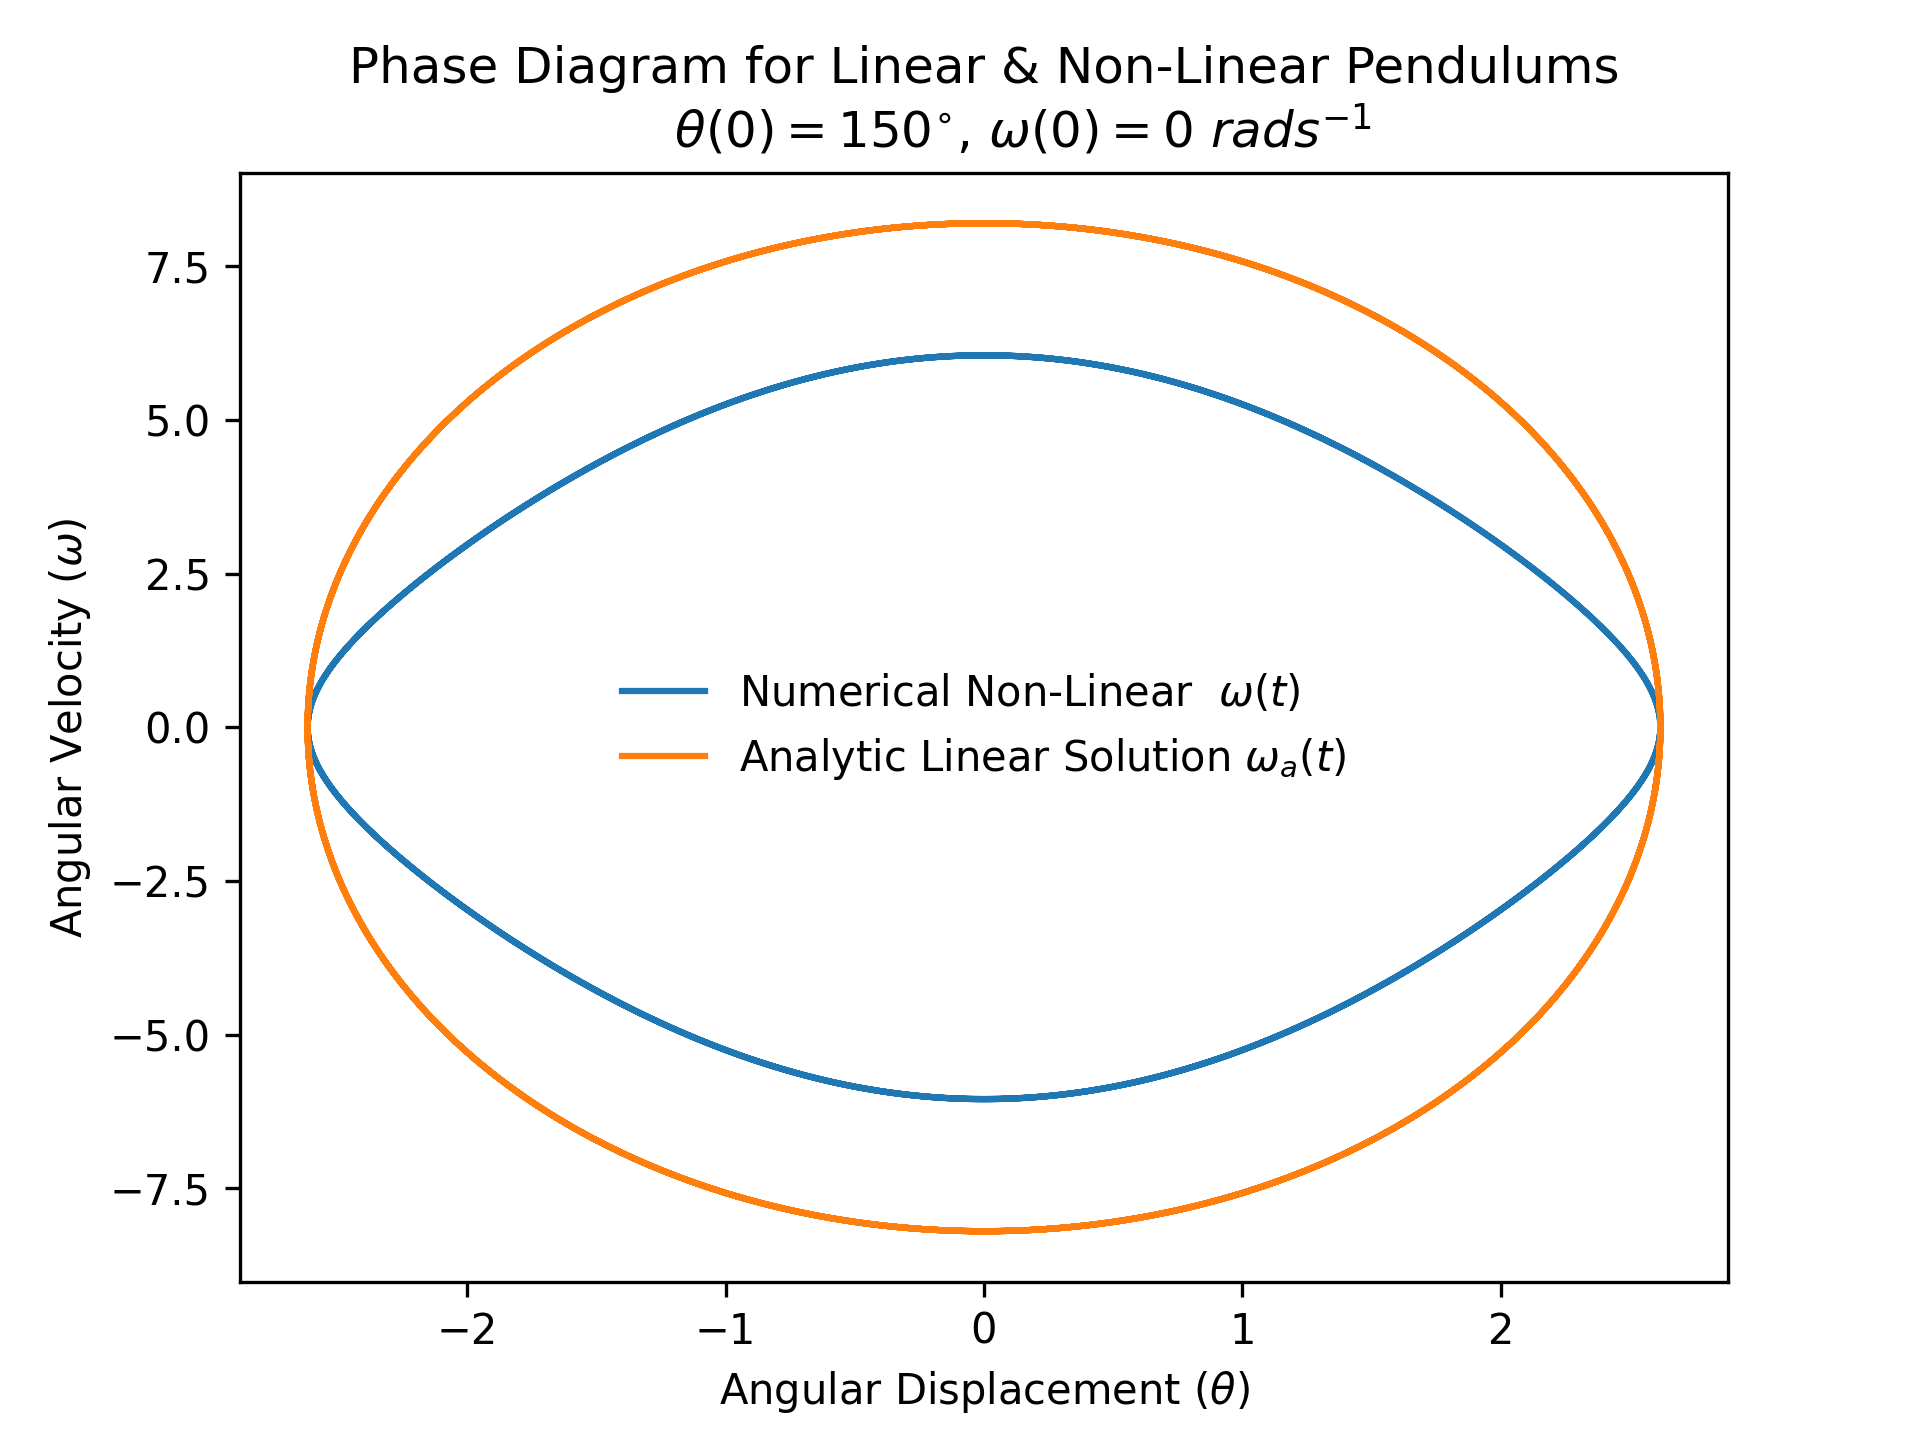 Phase Diagram for Linear & Non-Linear Pendulums
θ(0) = 150°, ω(0) = 0 rads⁻¹
7.5
5.0
2.5
0.0
−2.5
−5.0
−7.5
Angular Velocity (ω)
Numerical Non-Linear ω(t)
Analytic Linear Solution ωₐ(t)
−2
−1
0
1
2
Angular Displacement (θ)